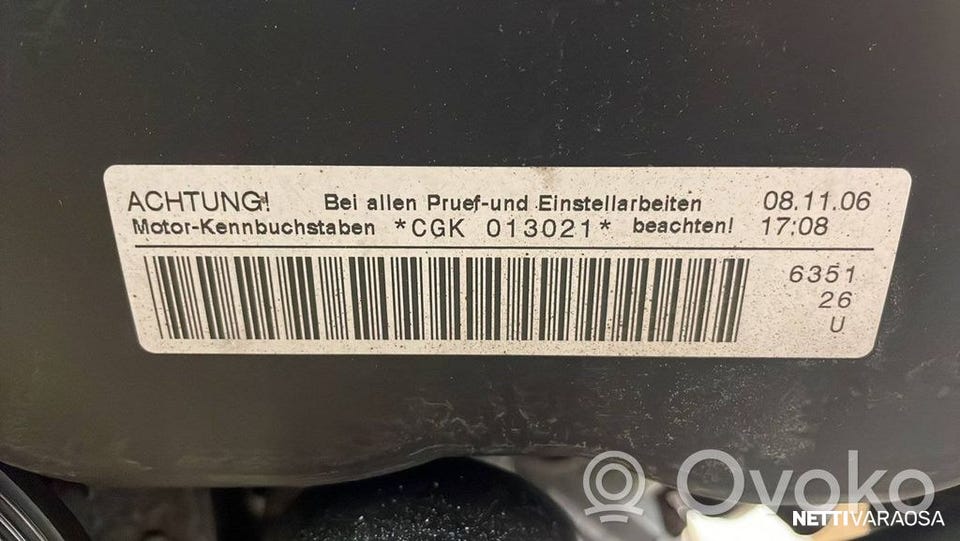 ACHTUNG! Bei allen Pruef-und Einstellarbeiten 08.11.06
Motor-Kennbuchstaben *CGK 013021* beachten! 17:08
6351
26
U
Ovoko
NETTIVARAOSA